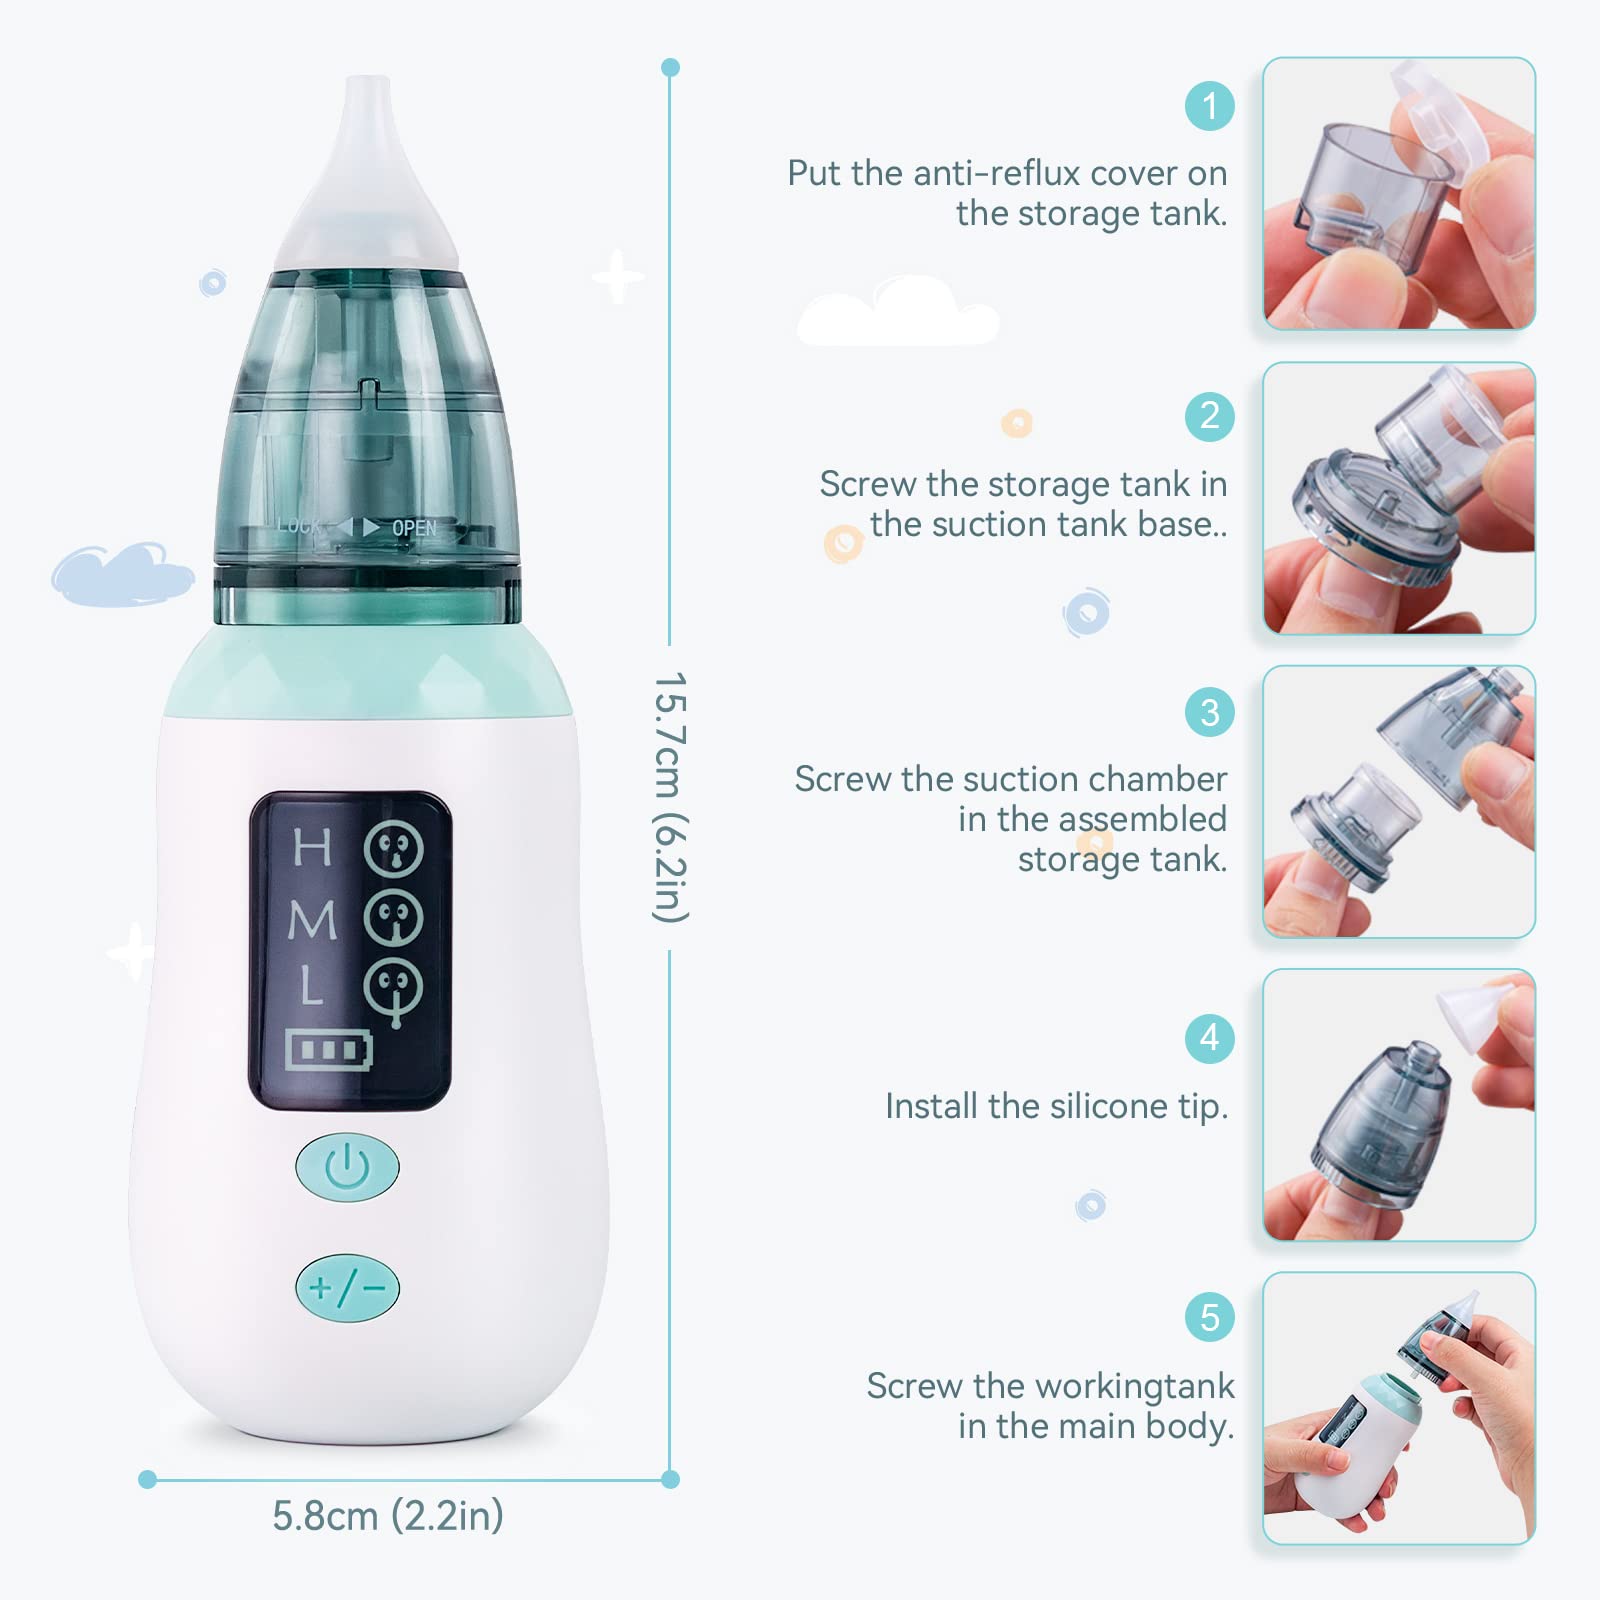 LOCK ◀ ▶ OPEN
H
M
L
+/−
15.7cm (6.2in)
5.8cm (2.2in)
1
Put the anti-reflux cover on
the storage tank.
2
Screw the storage tank in
the suction tank base..
3
Screw the suction chamber
in the assembled
storage tank.
4
Install the silicone tip.
5
Screw the workingtank
in the main body.